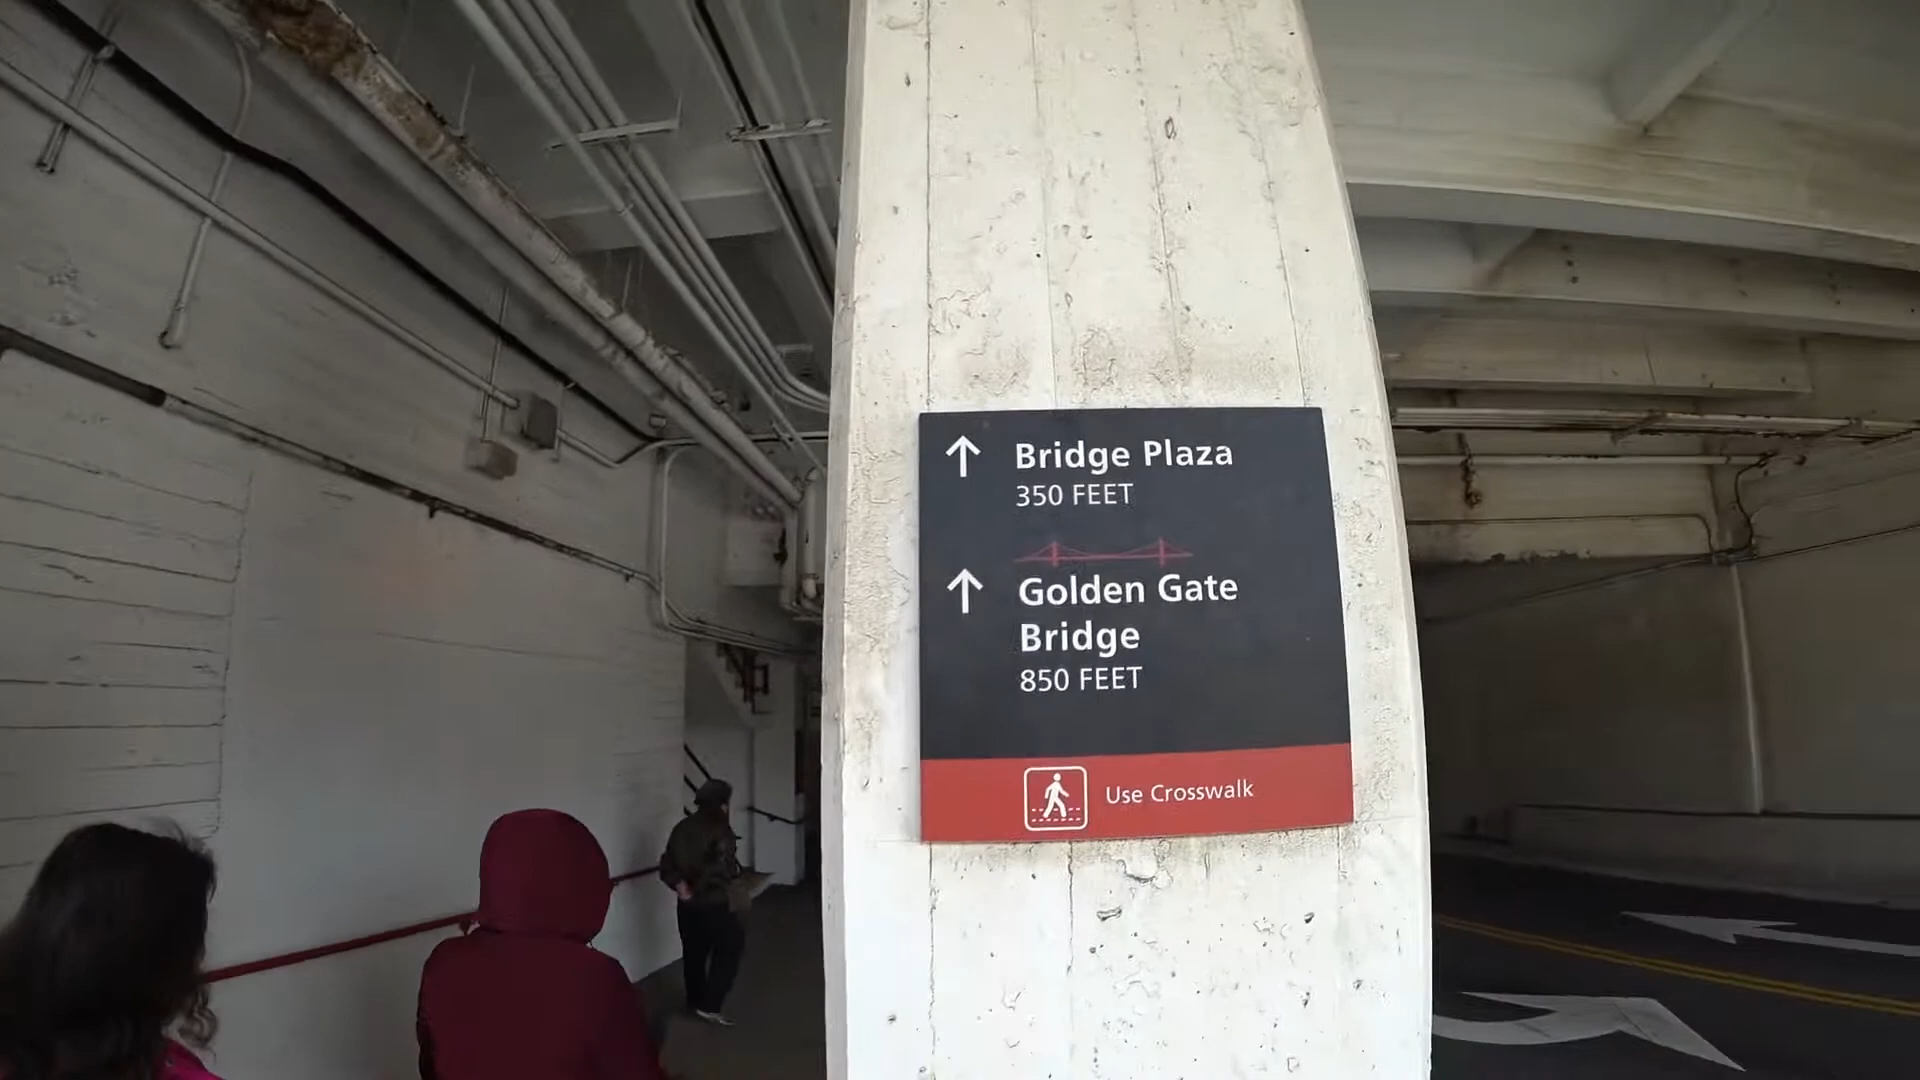 Bridge Plaza
350 FEET
Golden Gate
Bridge
850 FEET
Use Crosswalk